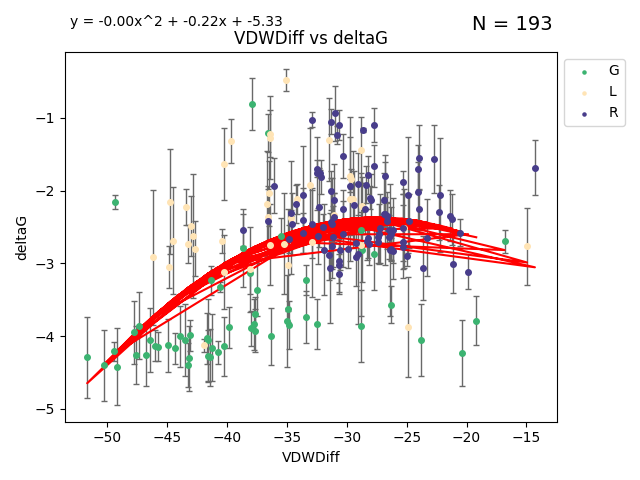 y = -0.00x^2 + -0.22x + -5.33
N = 193
VDWDiff vs deltaG
G
L
R
−1
−2
−3
−4
−5
deltaG
−50 −45 −40 −35 −30 −25 −20 −15
VDWDiff